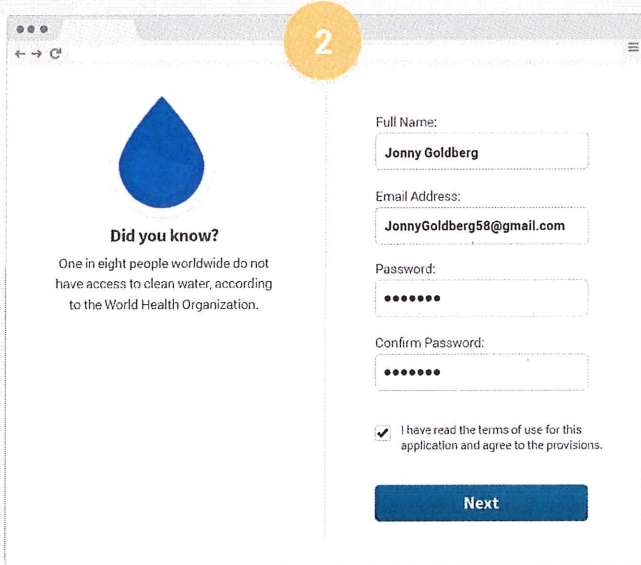 2
Did you know?
One in eight people worldwide do not
have access to clean water, according
to the World Health Organization.
Full Name:
Jonny Goldberg
Email Address:
JonnyGoldberg58@gmail.com
Password:
•••••••
Confirm Password:
•••••••
I have read the terms of use for this
application and agree to the provisions.
Next